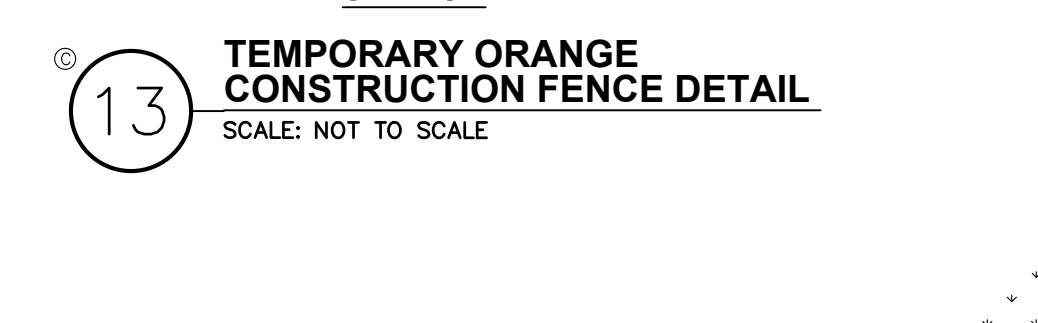 ©
13
TEMPORARY ORANGE
CONSTRUCTION FENCE DETAIL
SCALE: NOT TO SCALE